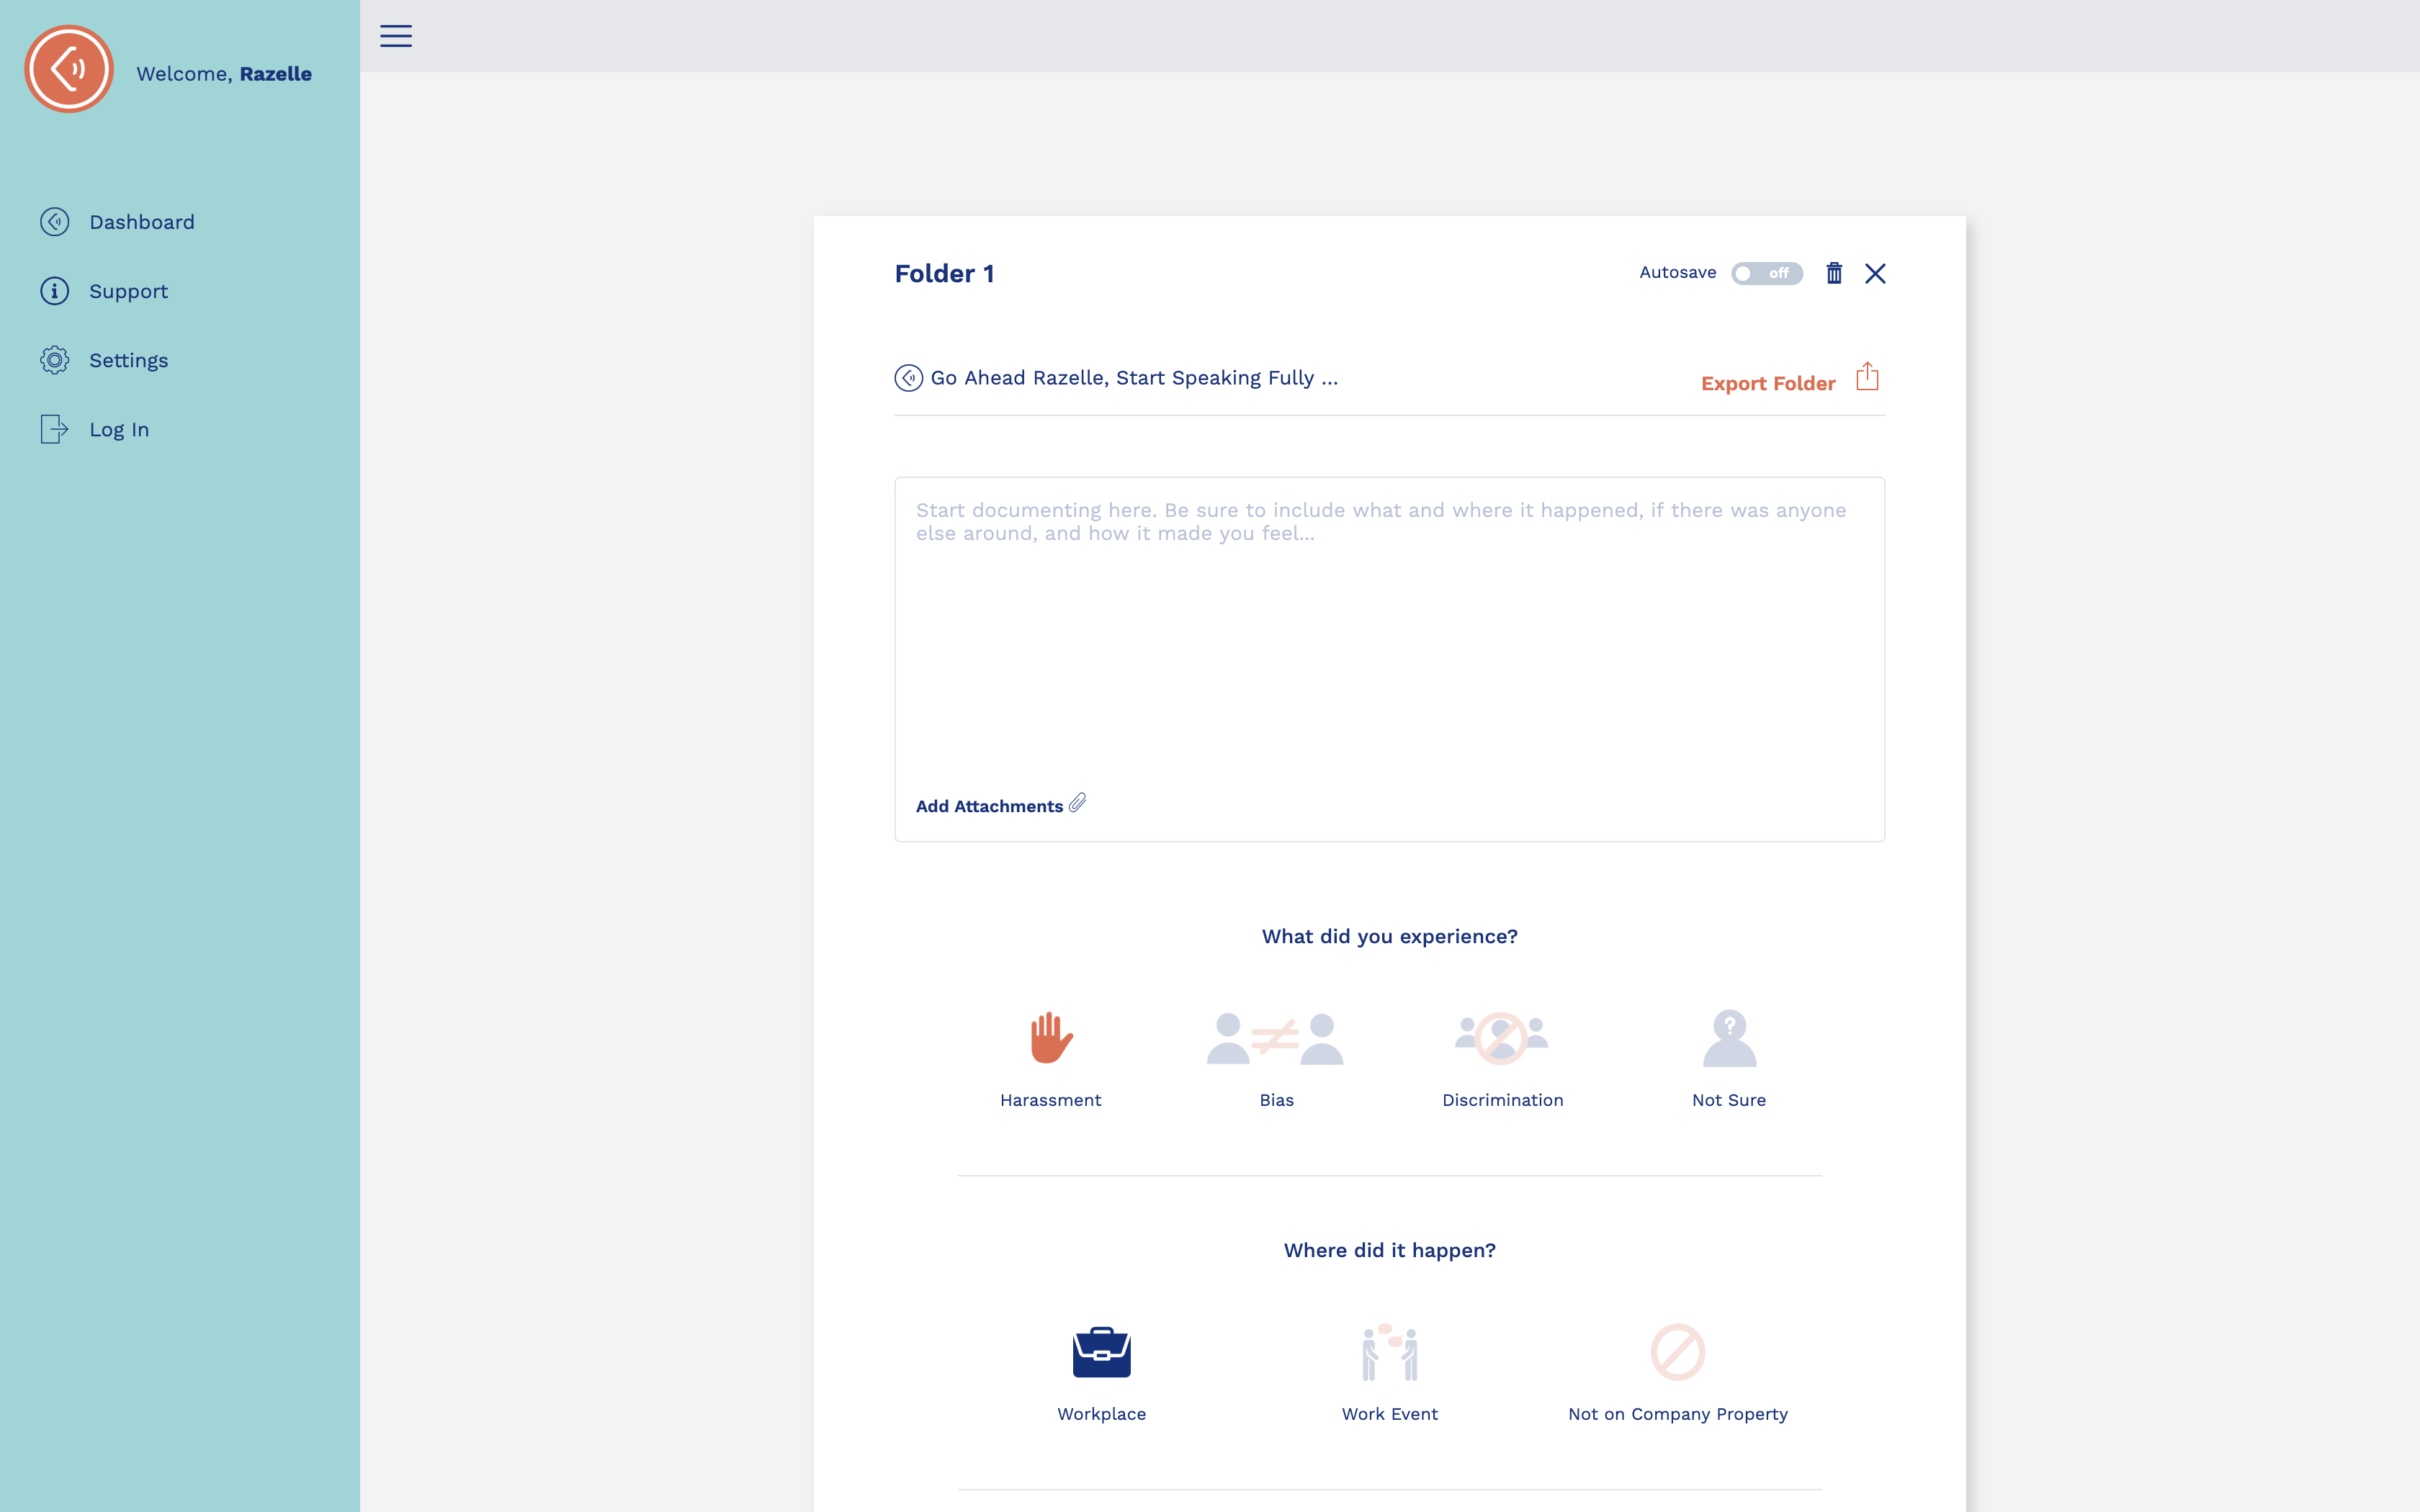 Welcome, Razelle
Dashboard
Support
Settings
Log In
Folder 1
Autosave off
Go Ahead Razelle, Start Speaking Fully ...
Export Folder
Start documenting here. Be sure to include what and where it happened, if there was anyone
else around, and how it made you feel...
Add Attachments
What did you experience?
Harassment
Bias
Discrimination
Not Sure
Where did it happen?
Workplace
Work Event
Not on Company Property